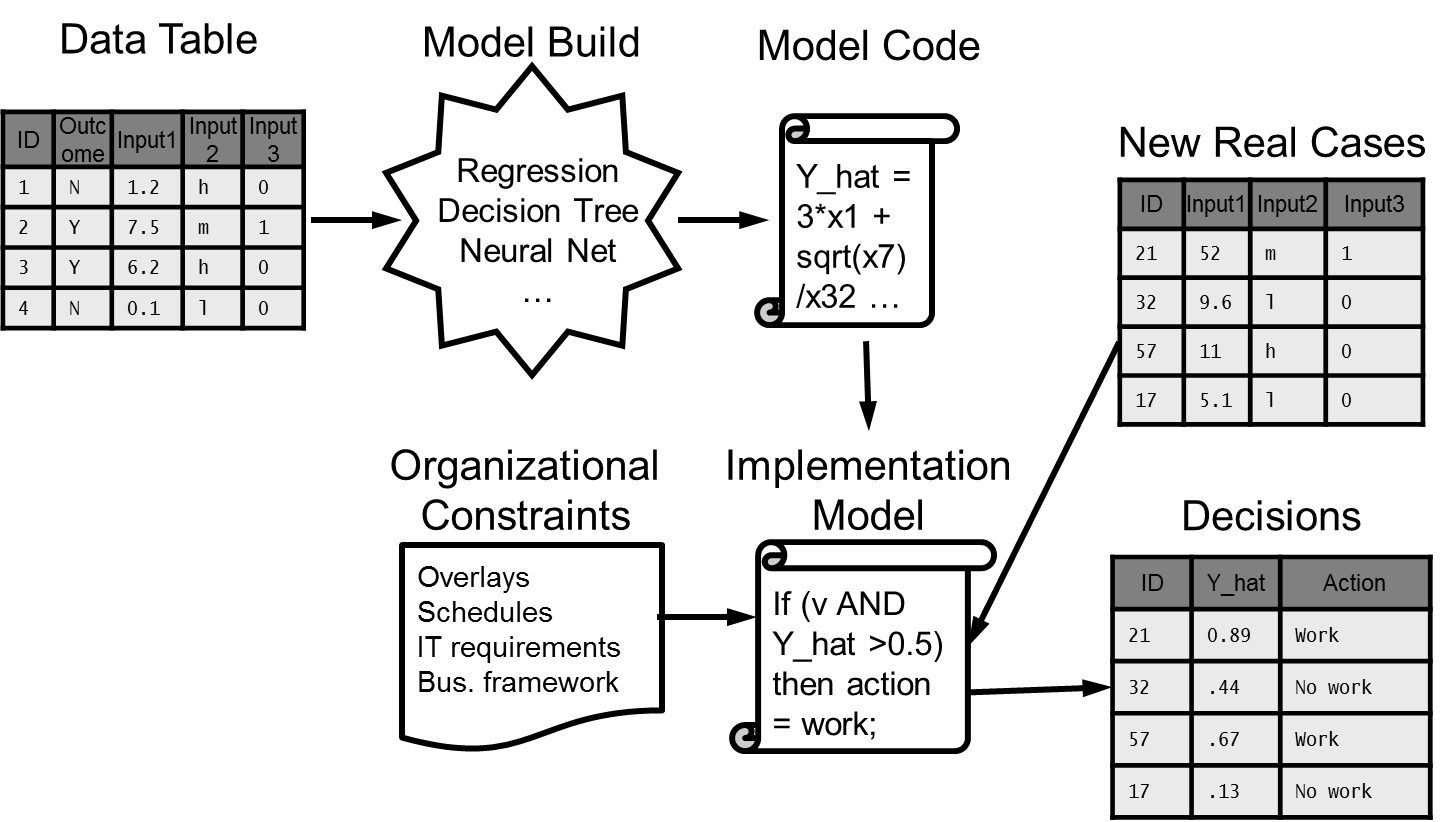 Data Table
ID Outc ome Input1 Input 2 Input 3
1 N 1.2 h 0
2 Y 7.5 m 1
3 Y 6.2 h 0
4 N 0.1 l 0
Model Build
Regression
Decision Tree
Neural Net
...
Model Code
Y_hat =
3*x1 +
sqrt(x7)
/x32 ...
New Real Cases
ID Input1 Input2 Input3
21 52 m 1
32 9.6 l 0
57 11 h 0
17 5.1 l 0
Organizational
Constraints
Overlays
Schedules
IT requirements
Bus. framework
Implementation
Model
If (v AND
Y_hat >0.5)
then action
= work;
Decisions
ID Y_hat Action
21 0.89 Work
32 .44 No work
57 .67 Work
17 .13 No work